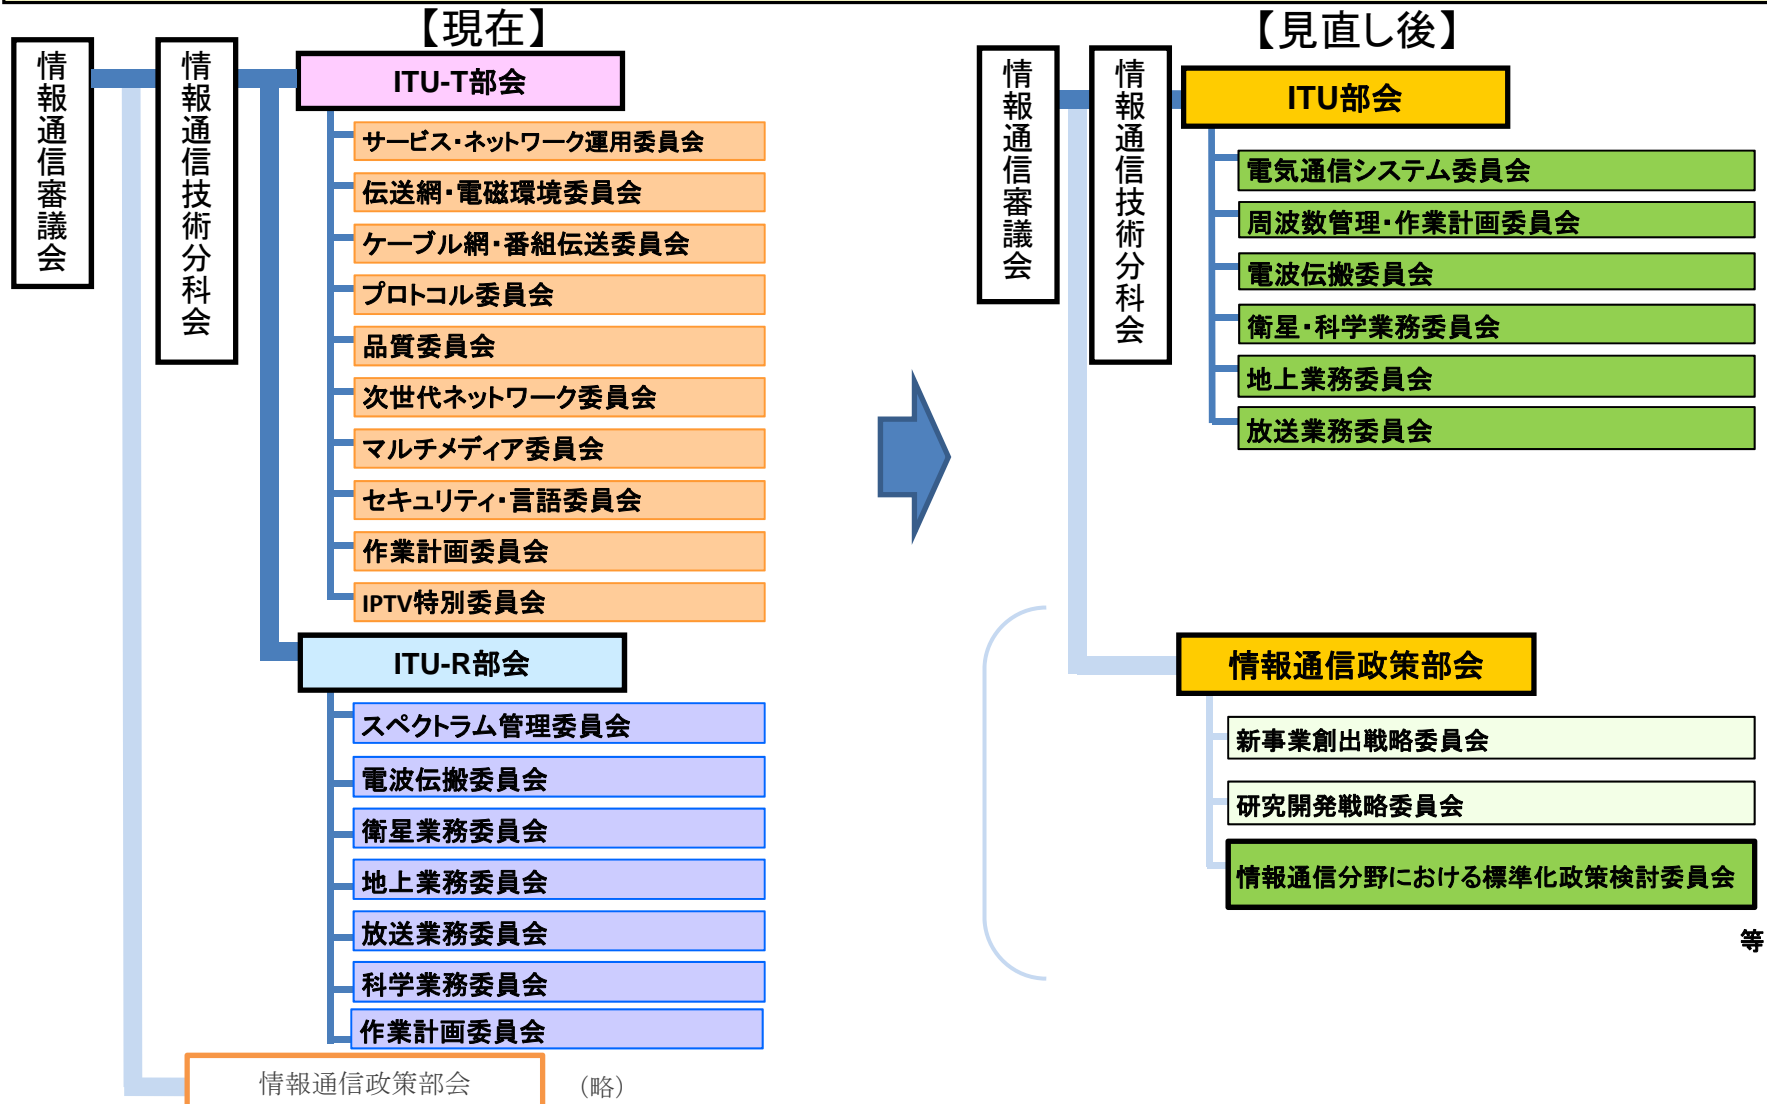 【現在】
情報通信審議会
情報通信技術分科会
ITU-T部会
サービス・ネットワーク運用委員会
伝送網・電磁環境委員会
ケーブル網・番組伝送委員会
プロトコル委員会
品質委員会
次世代ネットワーク委員会
マルチメディア委員会
セキュリティ・言語委員会
作業計画委員会
IPTV特別委員会
ITU-R部会
スペクトラム管理委員会
電波伝搬委員会
衛星業務委員会
地上業務委員会
放送業務委員会
科学業務委員会
作業計画委員会
情報通信政策部会
（略）
【見直し後】
情報通信審議会
情報通信技術分科会
ITU部会
電気通信システム委員会
周波数管理・作業計画委員会
電波伝搬委員会
衛星・科学業務委員会
地上業務委員会
放送業務委員会
情報通信政策部会
新事業創出戦略委員会
研究開発戦略委員会
情報通信分野における標準化政策検討委員会
等